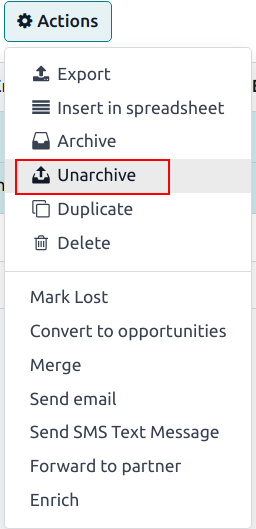 Actions
Export
Insert in spreadsheet
Archive
Unarchive
Duplicate
Delete
Mark Lost
Convert to opportunities
Merge
Send email
Send SMS Text Message
Forward to partner
Enrich